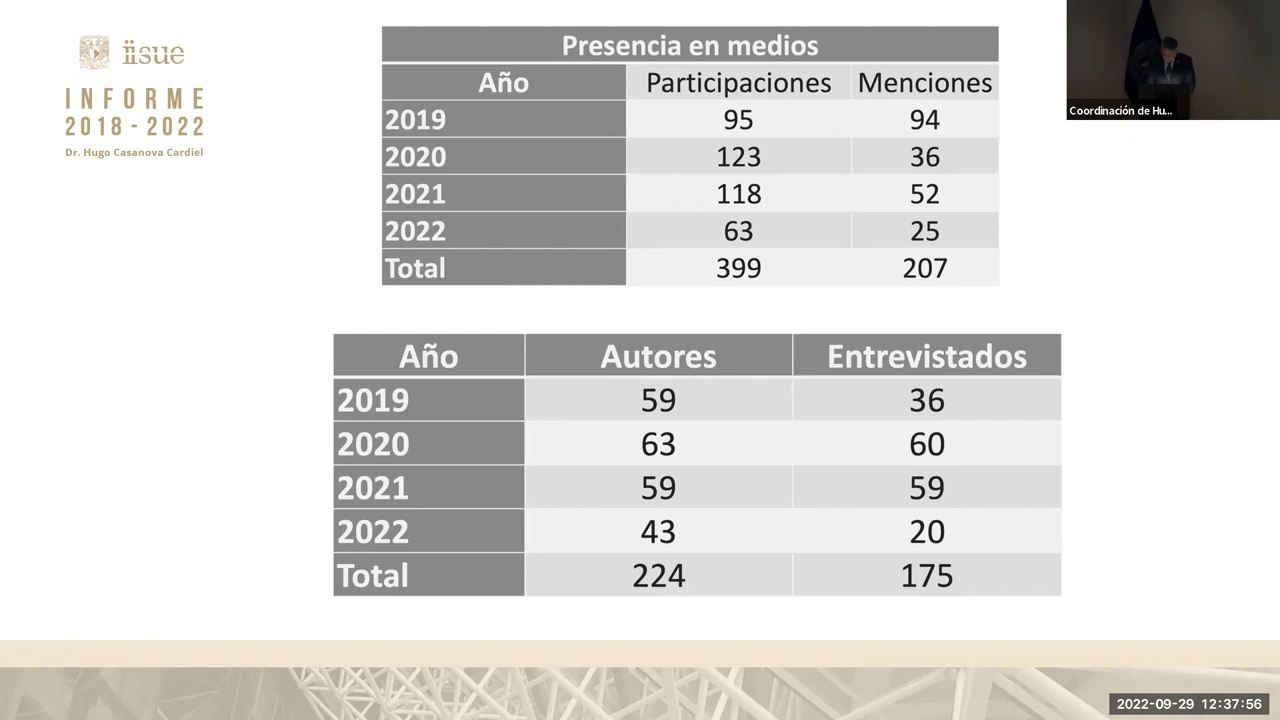 iisue
INFORME
2018 - 2022
Dr. Hugo Casanova Cardiel
Presencia en medios
Año Participaciones Menciones
2019 95 94
2020 123 36
2021 118 52
2022 63 25
Total 399 207
Año Autores Entrevistados
2019 59 36
2020 63 60
2021 59 59
2022 43 20
Total 224 175
Coordinación de Hu...
2022-09-29 12:37:56